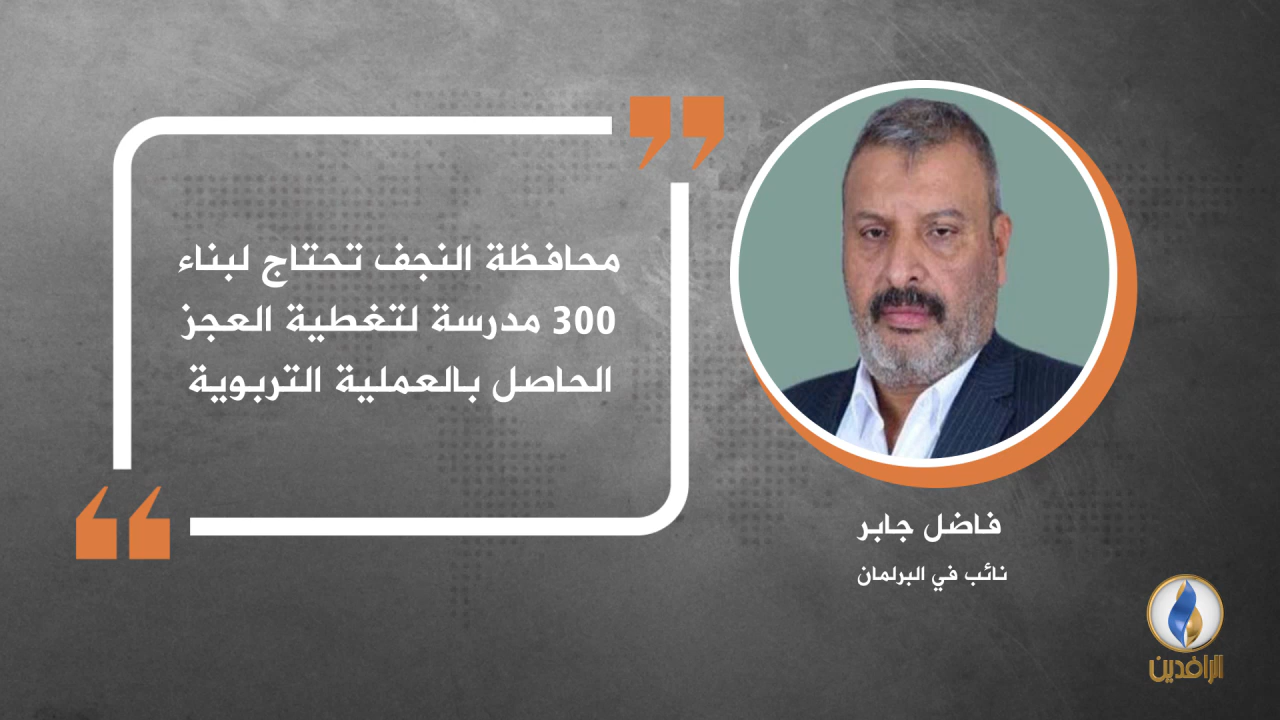 محافظة النجف تحتاج لبناء
300 مدرسة لتغطية العجز
الحاصل بالعملية التربوية
فاضل جابر
نائب في البرلمان
الرافدين